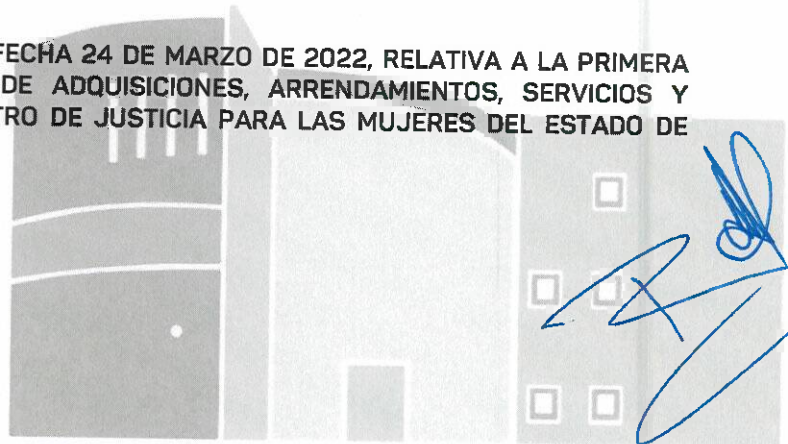 FECHA 24 DE MARZO DE 2022, RELATIVA A LA PRIMERA
DE ADQUISICIONES, ARRENDAMIENTOS, SERVICIOS Y
TRO DE JUSTICIA PARA LAS MUJERES DEL ESTADO DE